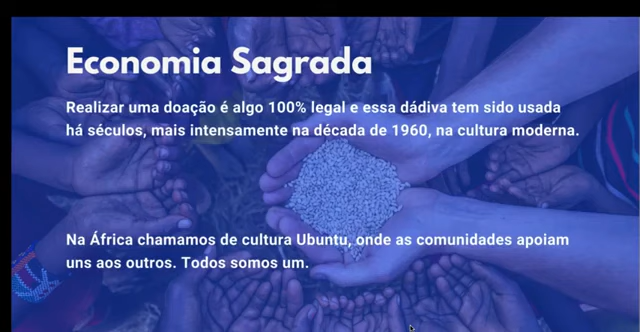 Economia Sagrada
Realizar uma doação é algo 100% legal e essa dádiva tem sido usada
há séculos, mais intensamente na década de 1960, na cultura moderna.
Na África chamamos de cultura Ubuntu, onde as comunidades apoiam
uns aos outros. Todos somos um.